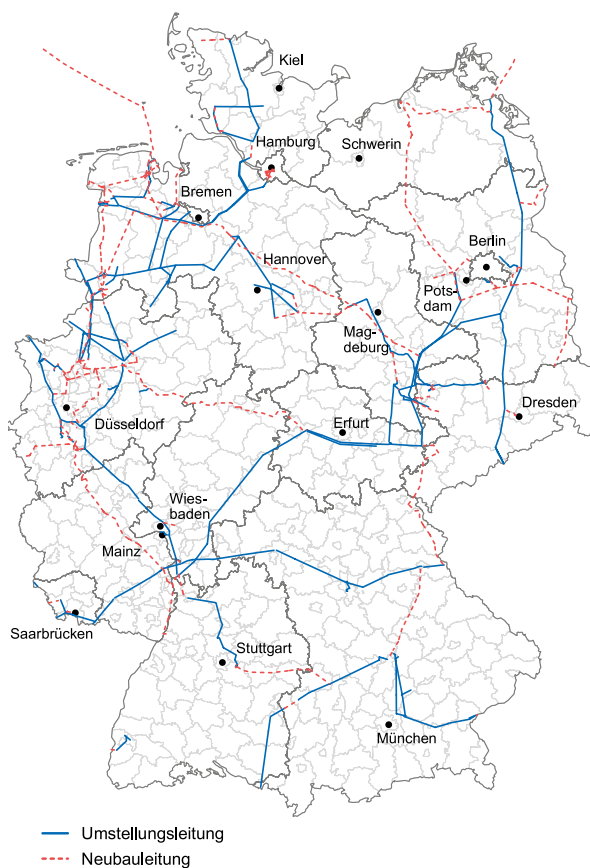 Kiel
Hamburg
Schwerin
Bremen
Berlin
Hannover
Pots-
dam
Mag-
deburg
Dresden
Düsseldorf
Erfurt
Wies-
baden
Mainz
Saarbrücken
Stuttgart
München
Umstellungsleitung
Neubauleitung